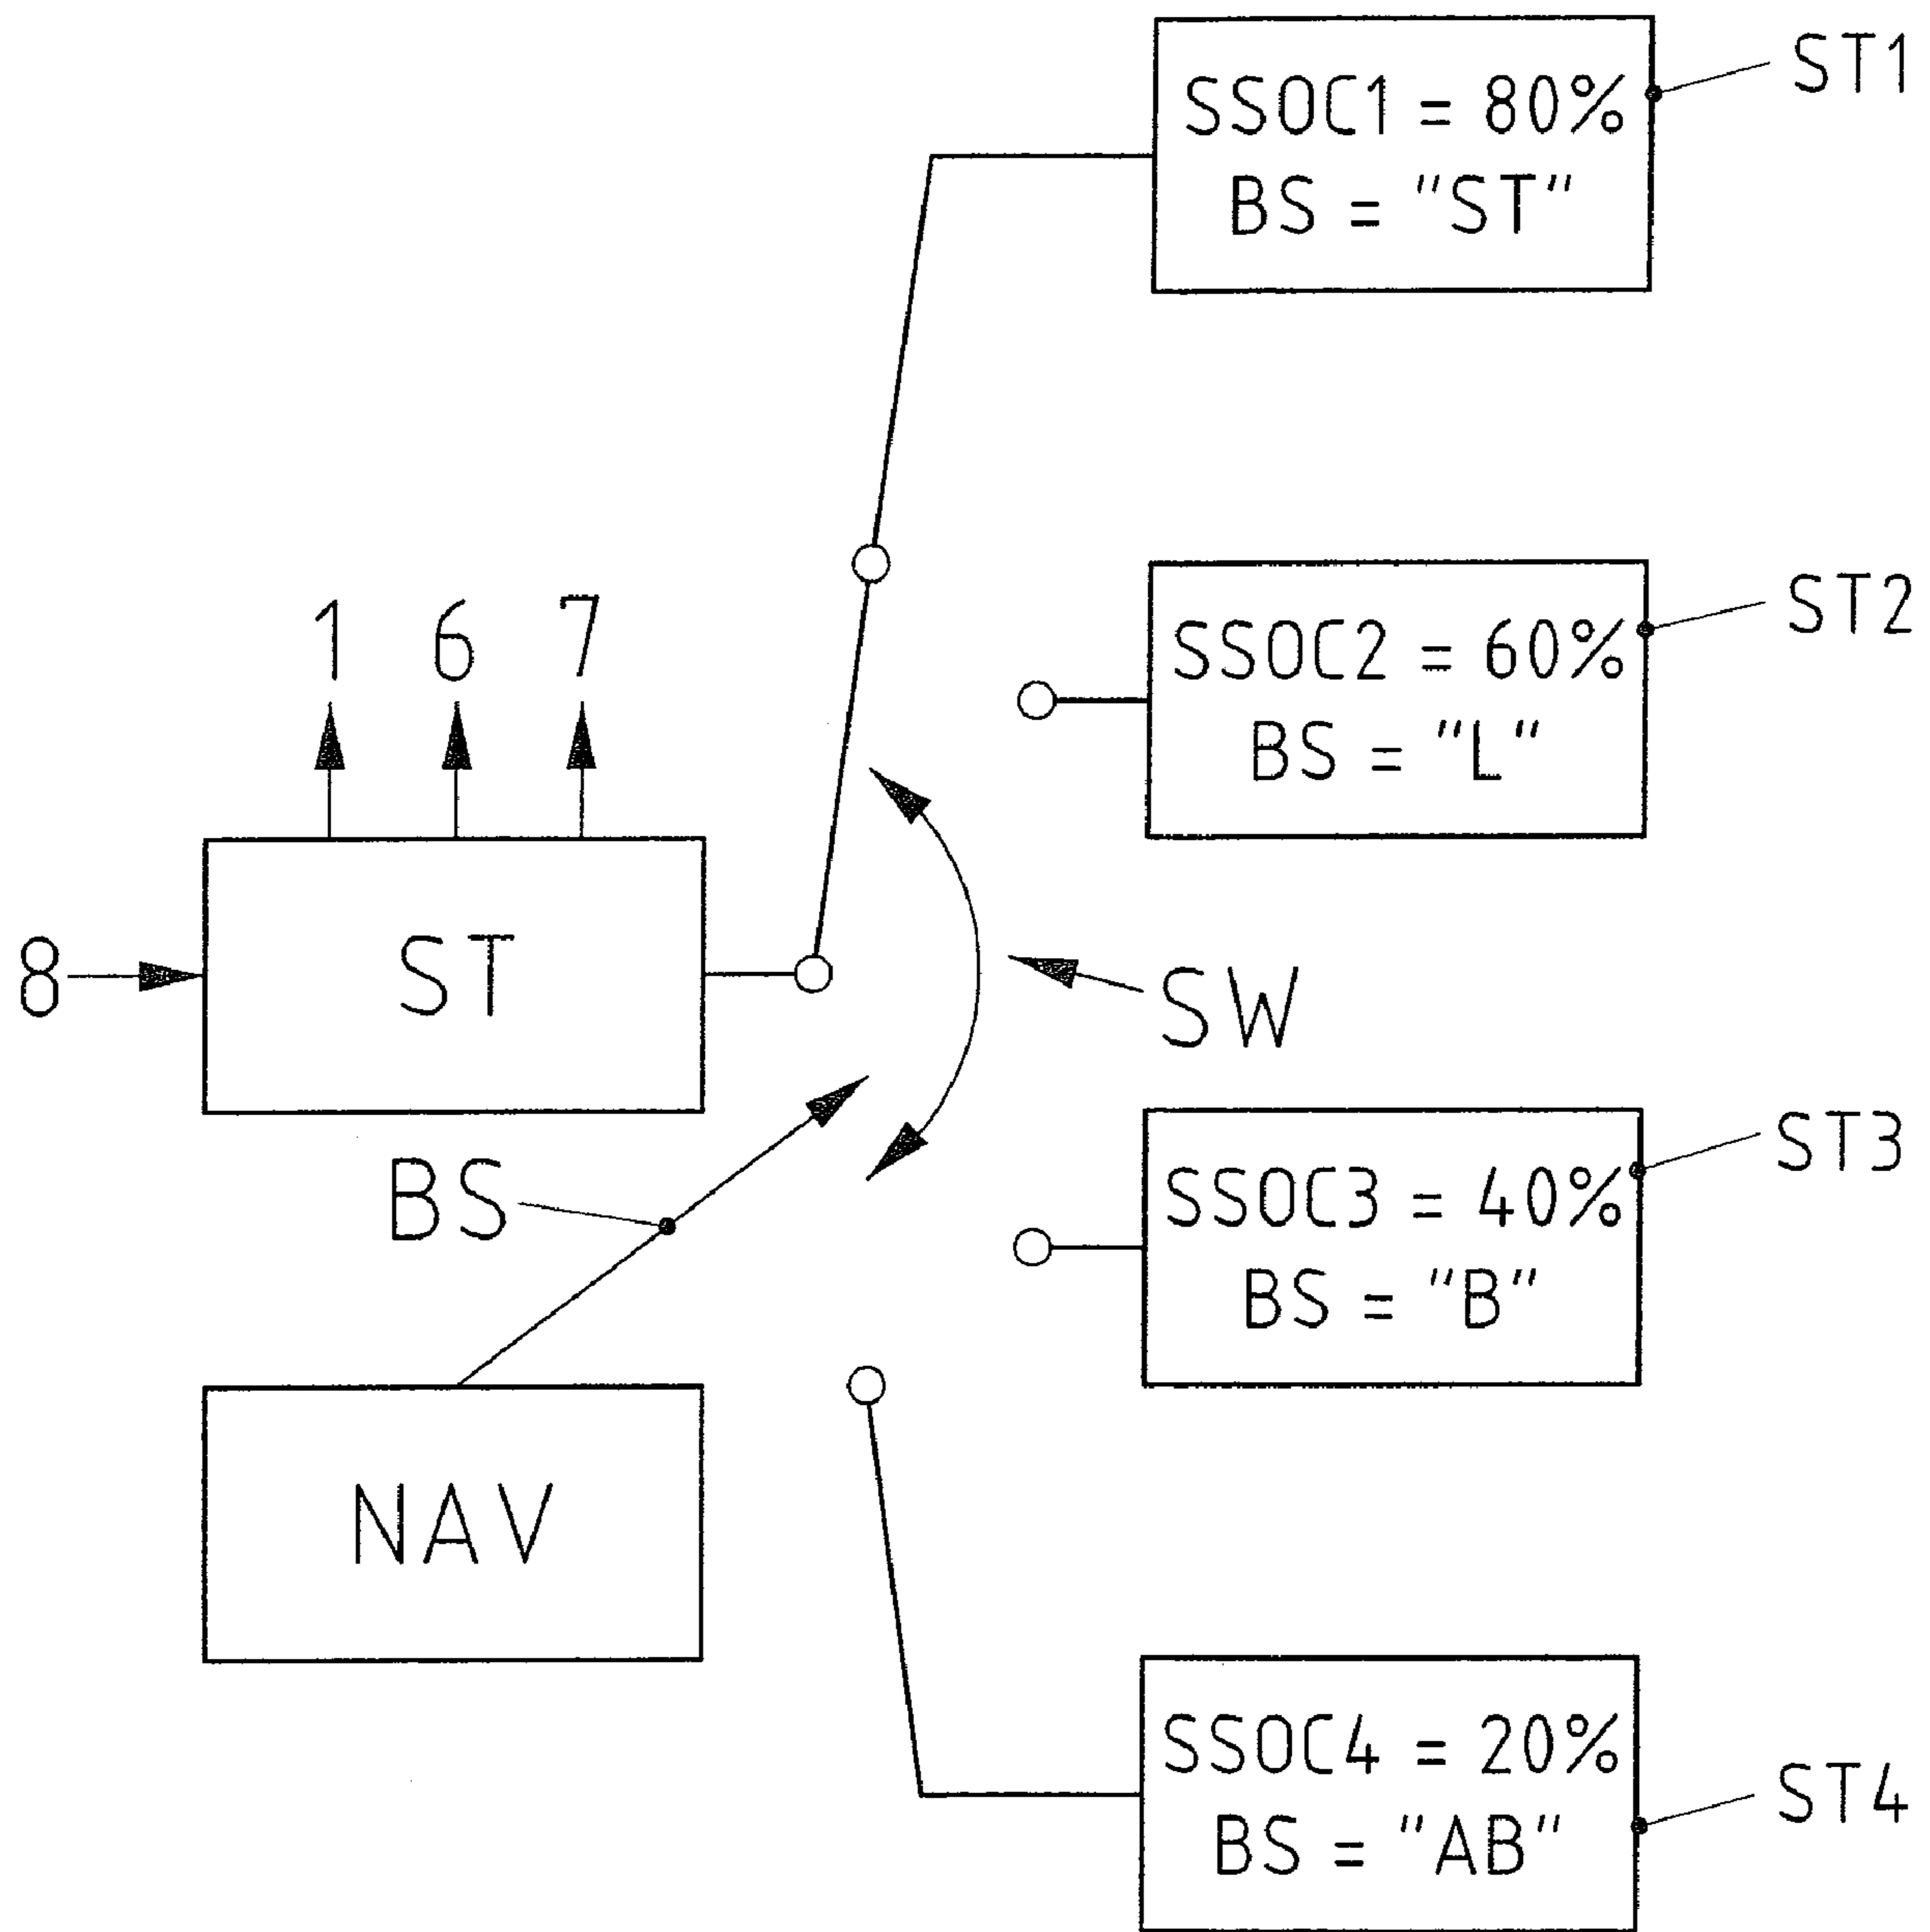 SSOC1 = 80%
BS = "ST"
ST1
1 6 7
SSOC2 = 60%
BS = "L"
ST2
8
ST
SW
BS
SSOC3 = 40%
BS = "B"
ST3
NAV
SSOC4 = 20%
BS = "AB"
ST4